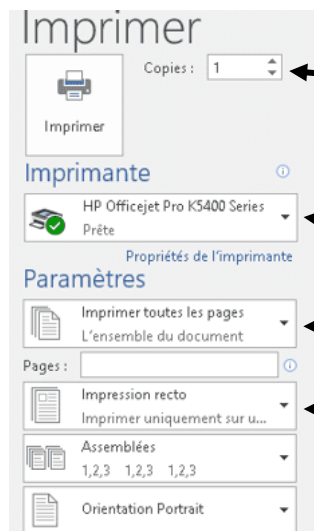 Imprimer
Copies : 1
Imprimer
Imprimante
HP Officejet Pro K5400 Series
Prête
Propriétés de l'imprimante
Paramètres
Imprimer toutes les pages
L'ensemble du document
Pages :
Impression recto
Imprimer uniquement sur u...
Assemblées
1,2,3 1,2,3 1,2,3
Orientation Portrait